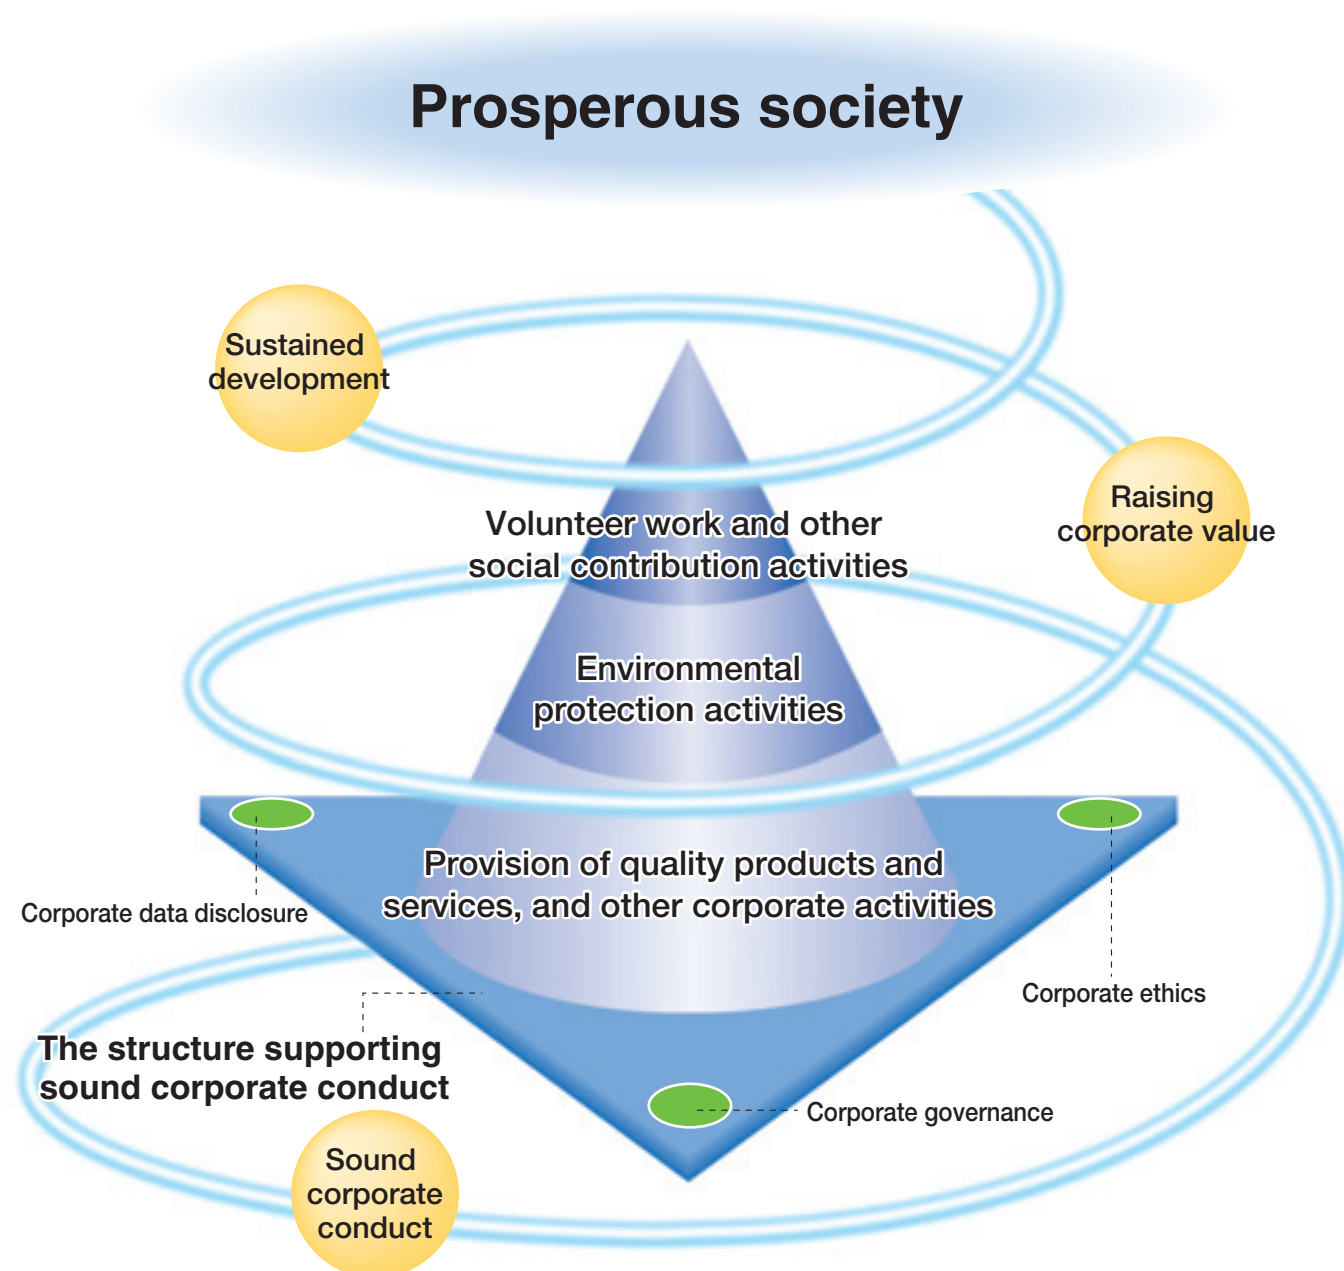 Prosperous society
Sustained
development
Raising
corporate value
Volunteer work and other
social contribution activities
Environmental
protection activities
Provision of quality products and
services, and other corporate activities
Corporate data disclosure
Corporate ethics
The structure supporting
sound corporate conduct
Corporate governance
Sound
corporate
conduct